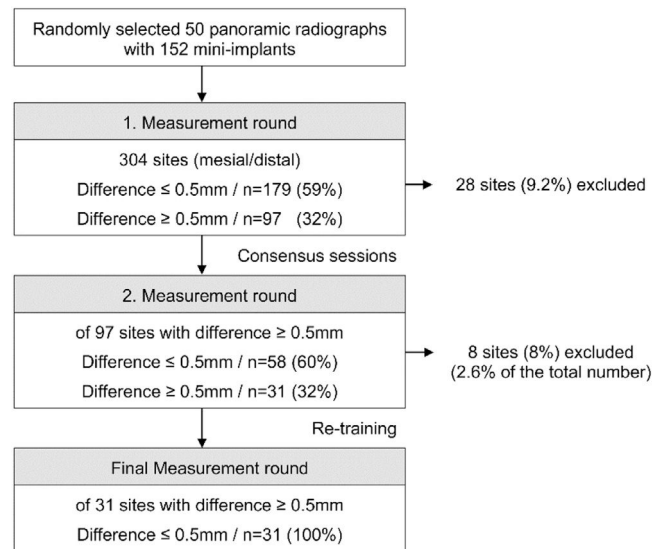 Randomly selected 50 panoramic radiographs
with 152 mini-implants
1. Measurement round
304 sites (mesial/distal)
Difference ≤ 0.5mm / n=179 (59%)
Difference ≥ 0.5mm / n=97 (32%)
28 sites (9.2%) excluded
Consensus sessions
2. Measurement round
of 97 sites with difference ≥ 0.5mm
Difference ≤ 0.5mm / n=58 (60%)
Difference ≥ 0.5mm / n=31 (32%)
8 sites (8%) excluded
(2.6% of the total number)
Re-training
Final Measurement round
of 31 sites with difference ≥ 0.5mm
Difference ≤ 0.5mm / n=31 (100%)